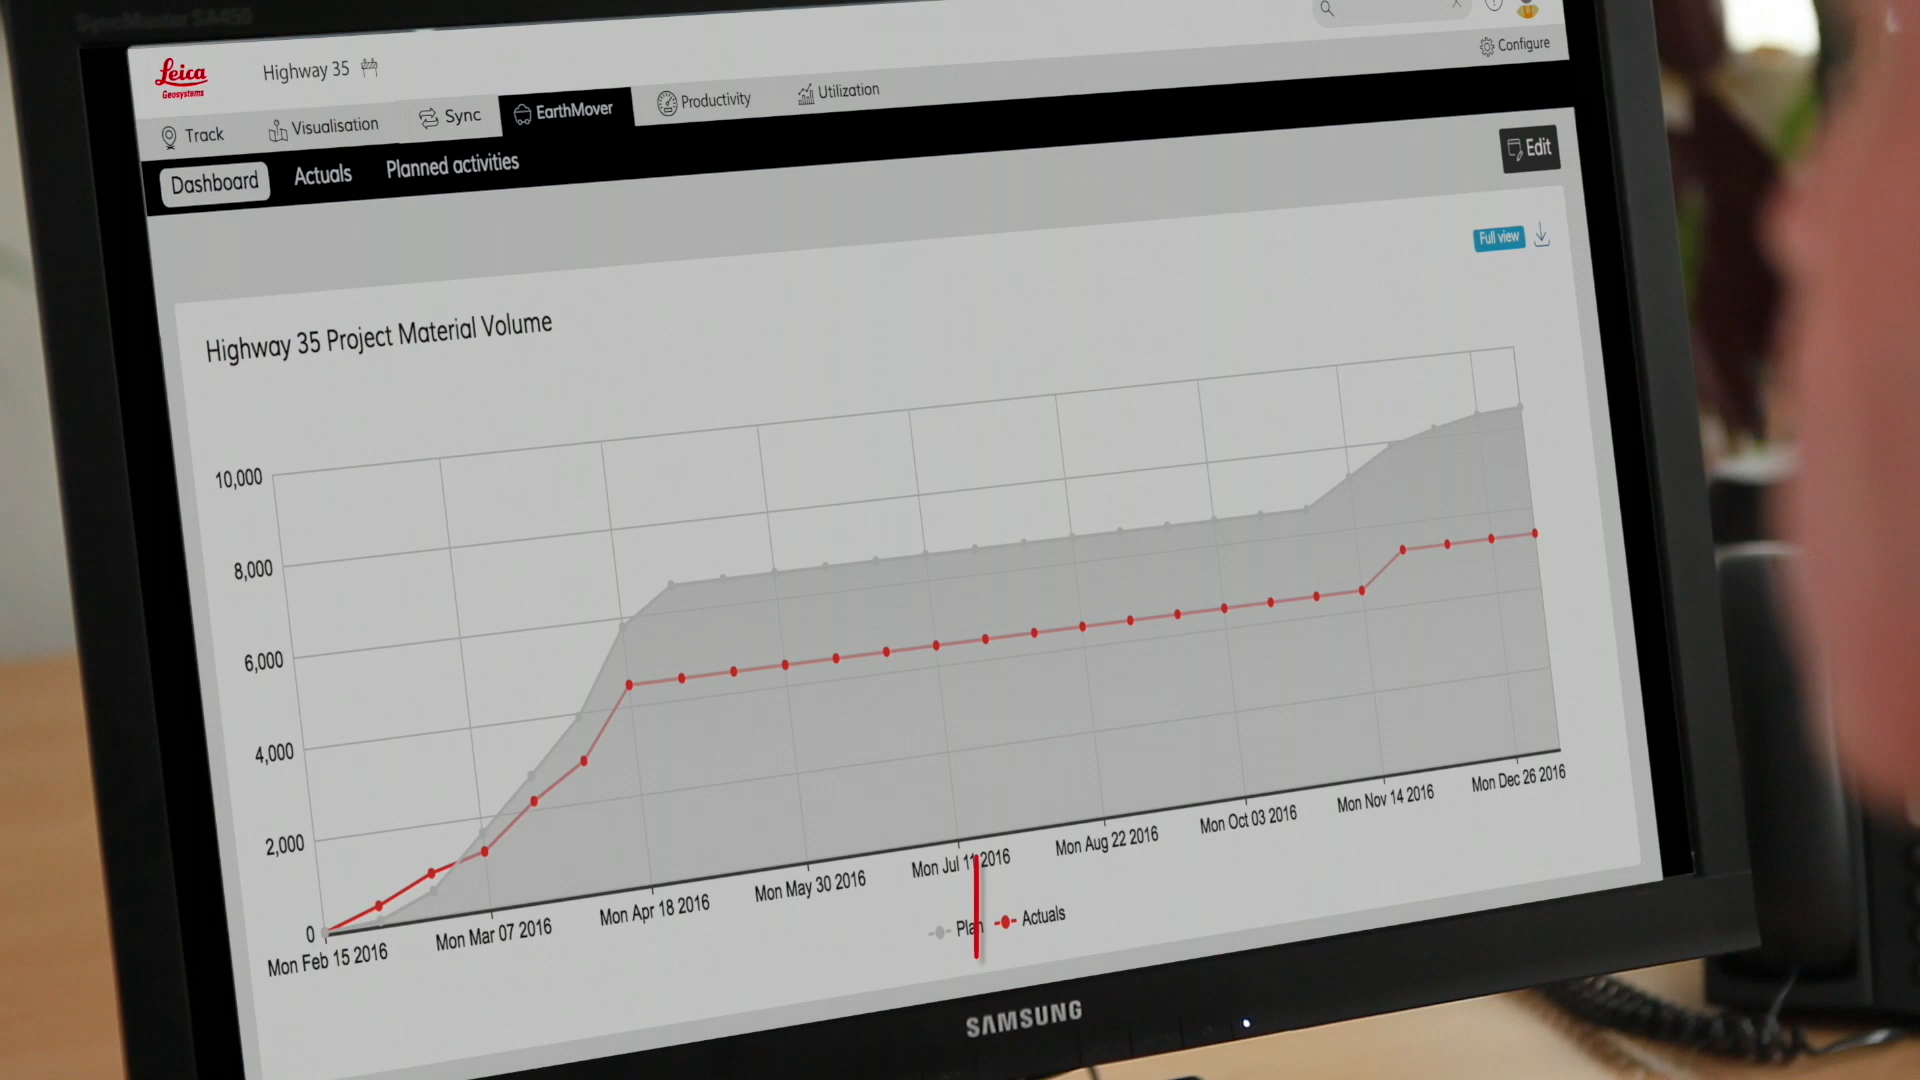 SyncMaster SA450
Leica
Geosystems
Highway 35
Configure
Track
Visualisation
Sync
EarthMover
Productivity
Utilization
Dashboard
Actuals
Planned activities
Edit
Full view
Highway 35 Project Material Volume
10,000
8,000
6,000
4,000
2,000
0
Mon Feb 15 2016
Mon Mar 07 2016
Mon Apr 18 2016
Mon May 30 2016
Mon Jul 11 2016
Mon Aug 22 2016
Mon Oct 03 2016
Mon Nov 14 2016
Mon Dec 26 2016
Plan
Actuals
SAMSUNG